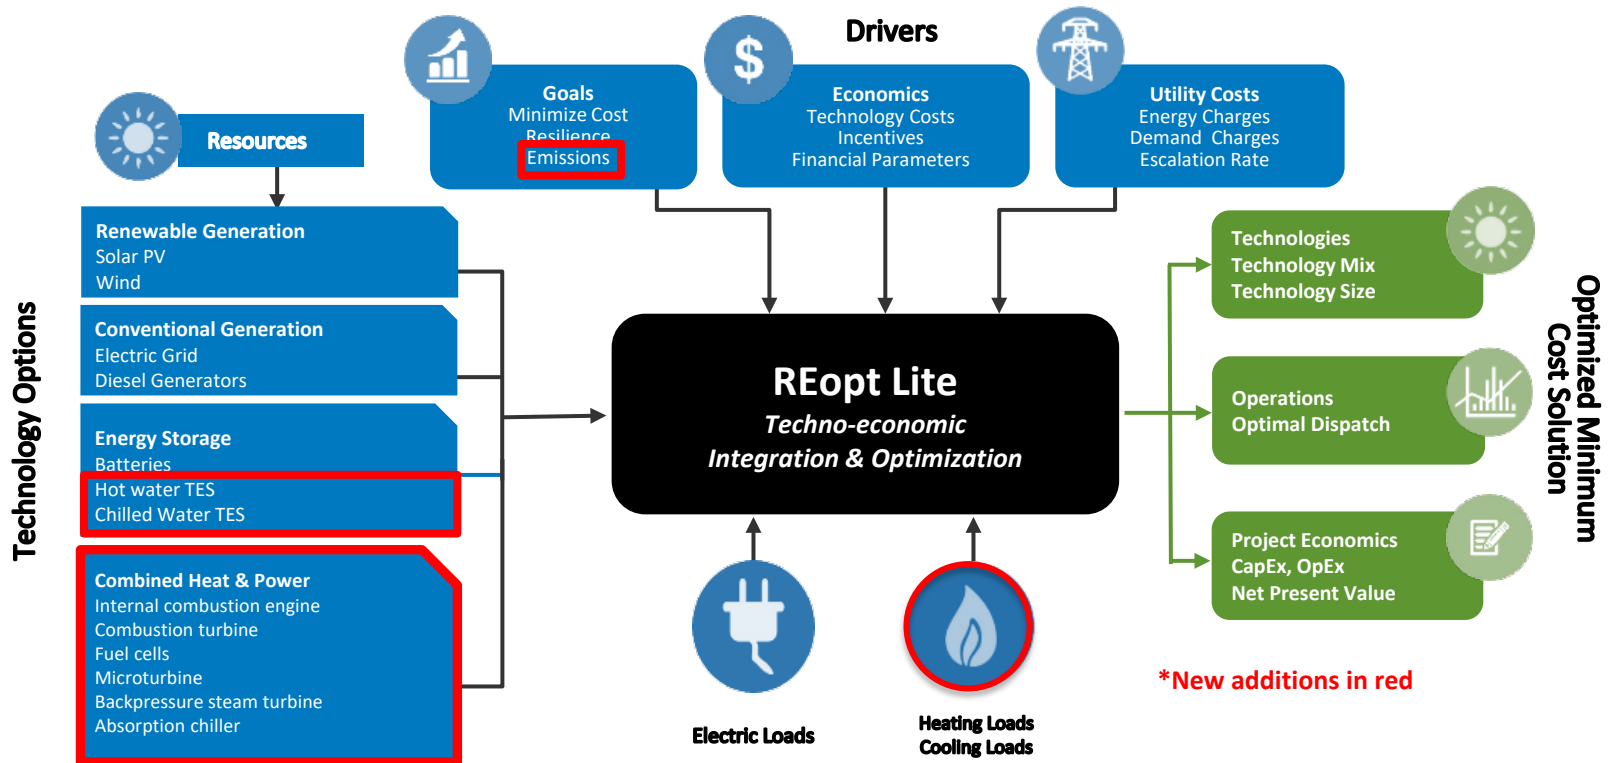 Drivers
Goals
Minimize Cost
Resilience
Emissions
$
Economics
Technology Costs
Incentives
Financial Parameters
Utility Costs
Energy Charges
Demand Charges
Escalation Rate
Resources
Technology Options
Renewable Generation
Solar PV
Wind
Conventional Generation
Electric Grid
Diesel Generators
Energy Storage
Batteries
Hot water TES
Chilled Water TES
Combined Heat & Power
Internal combustion engine
Combustion turbine
Fuel cells
Microturbine
Backpressure steam turbine
Absorption chiller
REopt Lite
Techno-economic
Integration & Optimization
Electric Loads
Heating Loads
Cooling Loads
Technologies
Technology Mix
Technology Size
Operations
Optimal Dispatch
Project Economics
CapEx, OpEx
Net Present Value
Optimized Minimum
Cost Solution
*New additions in red